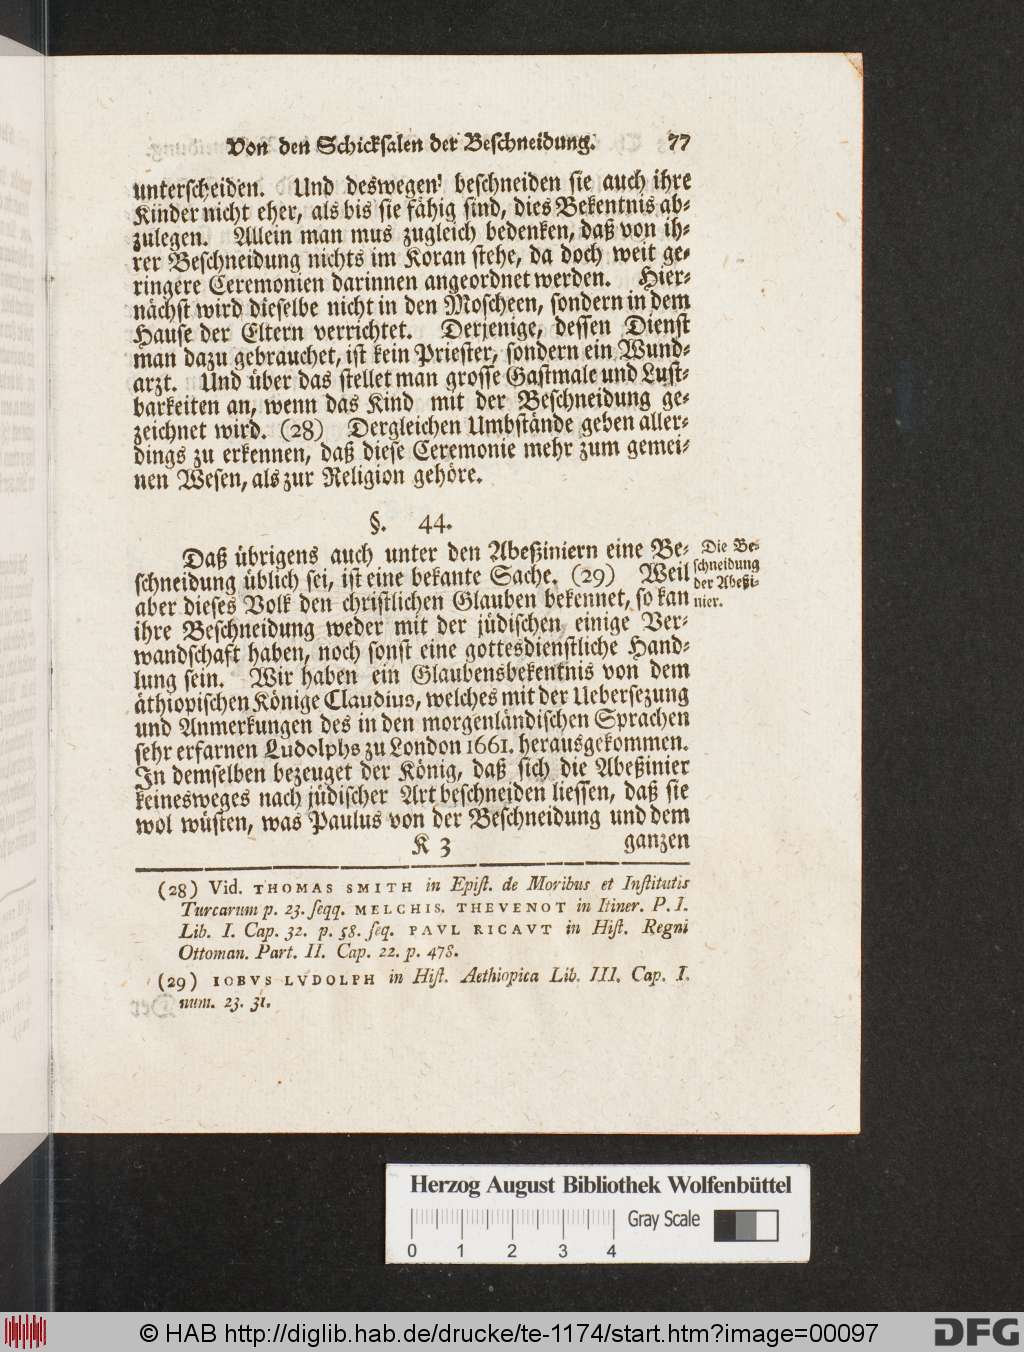 Von den Schicksalen der Beschneidung. 77
unterscheiden. Und deswegen beschneiden sie auch ihre
Kinder nicht eher, als bis sie fähig sind, dies Bekentnis ab-
zulegen. Allein man mus zugleich bedenken, daß von ih-
rer Beschneidung nichts im Koran stehe, da doch weit ge-
ringere Ceremonien darinnen angeordnet werden. Hier-
nächst wird dieselbe nicht in den Moscheen, sondern in dem
Hause der Eltern verrichtet. Derjenige, dessen Dienst
man dazu gebrauchet, ist kein Priester, sondern ein Wund-
arzt. Und über das stellet man grosse Gastmale und Lust-
barkeiten an, wenn das Kind mit der Beschneidung ge-
zeichnet wird. (28) Dergleichen Umbstände geben aller-
dings zu erkennen, daß diese Ceremonie mehr zum gemei-
nen Wesen, als zur Religion gehöre.
§. 44.
Daß übrigens auch unter den Abeßiniern eine Be-
schneidung üblich sei, ist eine bekante Sache. (29) Weil
aber dieses Volk den christlichen Glauben bekennet, so kan
ihre Beschneidung weder mit der jüdischen einige Ver-
wandschaft haben, noch sonst eine gottesdienstliche Hand-
lung sein. Wir haben ein Glaubensbekentnis von dem
äthiopischen Könige Claudius, welches mit der Uebersezung
und Anmerkungen des in den morgenländischen Sprachen
sehr erfarnen Ludolphs zu London 1661. herausgekommen.
In demselben bezeuget der König, daß sich die Abeßinier
keinesweges nach jüdischer Art beschneiden liessen, daß sie
wol wüsten, was Paulus von der Beschneidung und dem
K 3 ganzen
Die Be-
schneidung
der Abeßi-
nier.
(28) Vid. THOMAS SMITH in Epist. de Moribus et Institutis
Turcarum p. 23. seqq. MELCHIS. THEVENOT in Itiner. P. I.
Lib. I. Cap. 32. p. 58. seq. PAVL RICAVT in Hist. Regni
Ottoman. Part. II. Cap. 22. p. 478.
(29) IOBVS LVDOLPH in Hist. Aethiopica Lib. III. Cap. I.
num. 23. 31.
Herzog August Bibliothek Wolfenbüttel
Gray Scale
0 1 2 3 4
© HAB http://diglib.hab.de/drucke/te-1174/start.htm?image=00097
DFG